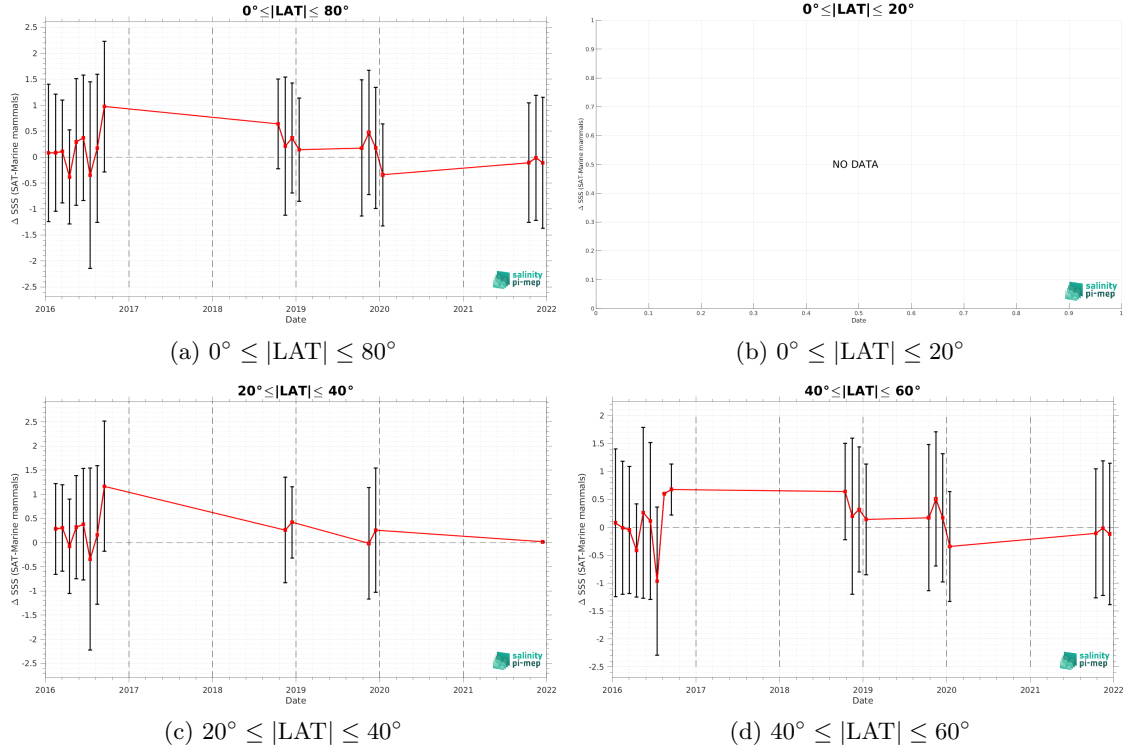 0°≤|LAT|≤ 80°
2.5
2
1.5
1
0.5
0
-0.5
-1
-1.5
-2
-2.5
Δ SSS (SAT-Marine mammals)
2016 2017 2018 2019 2020 2021 2022
Date
salinity
pi-mep
(a) 0° ≤ |LAT| ≤ 80°
0°≤|LAT|≤ 20°
1
0.9
0.8
0.7
0.6
0.5
0.4
0.3
0.2
0.1
0
Δ SSS (SAT-Marine mammals)
NO DATA
0 0.1 0.2 0.3 0.4 0.5 0.6 0.7 0.8 0.9 1
Date
salinity
pi-mep
(b) 0° ≤ |LAT| ≤ 20°
20°≤|LAT|≤ 40°
2.5
2
1.5
1
0.5
0
-0.5
-1
-1.5
-2
-2.5
Δ SSS (SAT-Marine mammals)
2016 2017 2018 2019 2020 2021 2022
Date
salinity
pi-mep
(c) 20° ≤ |LAT| ≤ 40°
40°≤|LAT|≤ 60°
2
1.5
1
0.5
0
-0.5
-1
-1.5
-2
-2.5
Δ SSS (SAT-Marine mammals)
2016 2017 2018 2019 2020 2021 2022
Date
salinity
pi-mep
(d) 40° ≤ |LAT| ≤ 60°